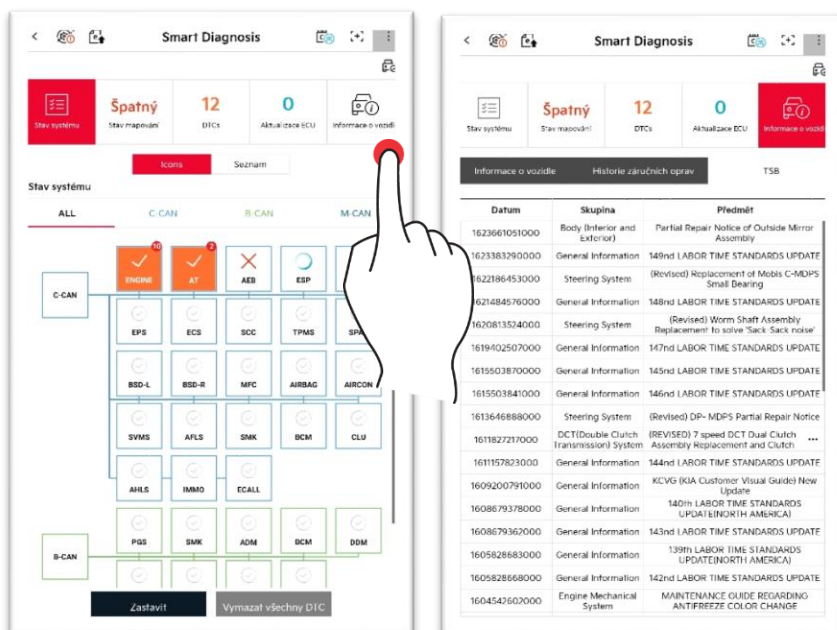 Smart Diagnosis
Stav systému
Špatný
Stav mapování
12
DTCs
0
Aktualizace ECU
Informace o vozidl
Icons
Seznam
Stav systému
ALL
C-CAN
B-CAN
M-CAN
C-CAN
10
ENGINE
2
AT
AEB
ESP
EPS
ECS
SCC
TPMS
BSD-L
BSD-R
MFC
AIRBAG
AIRCON
SVMS
AFLS
SMK
BCM
CLU
AHLS
IMMO
ECALL
B-CAN
PGS
SMK
ADM
BCM
DDM
Zastavit
Vymazat všechny DTC
Smart Diagnosis
Stav systému
Špatný
Stav mapování
12
DTCs
0
Aktualizace ECU
Informace o vozidl
Informace o vozidle
Historie záručních oprav
TSB
Datum Skupina Předmět
1623661051000 Body (Interior and Exterior) Partial Repair Notice of Outside Mirror Assembly
1623383290000 General Information 149nd LABOR TIME STANDARDS UPDATE
1622186453000 Steering System (Revised) Replacement of Mobis C-MDPS Small Bearing
1621484576000 General Information 148nd LABOR TIME STANDARDS UPDATE
1620813524000 Steering System (Revised) Worm Shaft Assembly Replacement to solve 'Sack Sack noise'
1619402507000 General Information 147nd LABOR TIME STANDARDS UPDATE
1615503870000 General Information 145nd LABOR TIME STANDARDS UPDATE
1615503841000 General Information 146nd LABOR TIME STANDARDS UPDATE
1613646888000 Steering System (Revised) DP- MDPS Partial Repair Notice
1611827217000 DCT(Double Clutch Transmission) System (REVISED) 7 speed DCT Dual Clutch Assembly Replacement and Clutch ...
1611157823000 General Information 144nd LABOR TIME STANDARDS UPDATE
1609200791000 General Information KCVG (KIA Customer Visual Guide) New Update
1608679378000 General Information 140th LABOR TIME STANDARDS UPDATE(NORTH AMERICA)
1608679362000 General Information 143nd LABOR TIME STANDARDS UPDATE
1605828683000 General Information 139th LABOR TIME STANDARDS UPDATE(NORTH AMERICA)
1605828668000 General Information 142nd LABOR TIME STANDARDS UPDATE
1604542602000 Engine Mechanical System MAINTENANCE GUIDE REGARDING ANTIFREEZE COLOR CHANGE